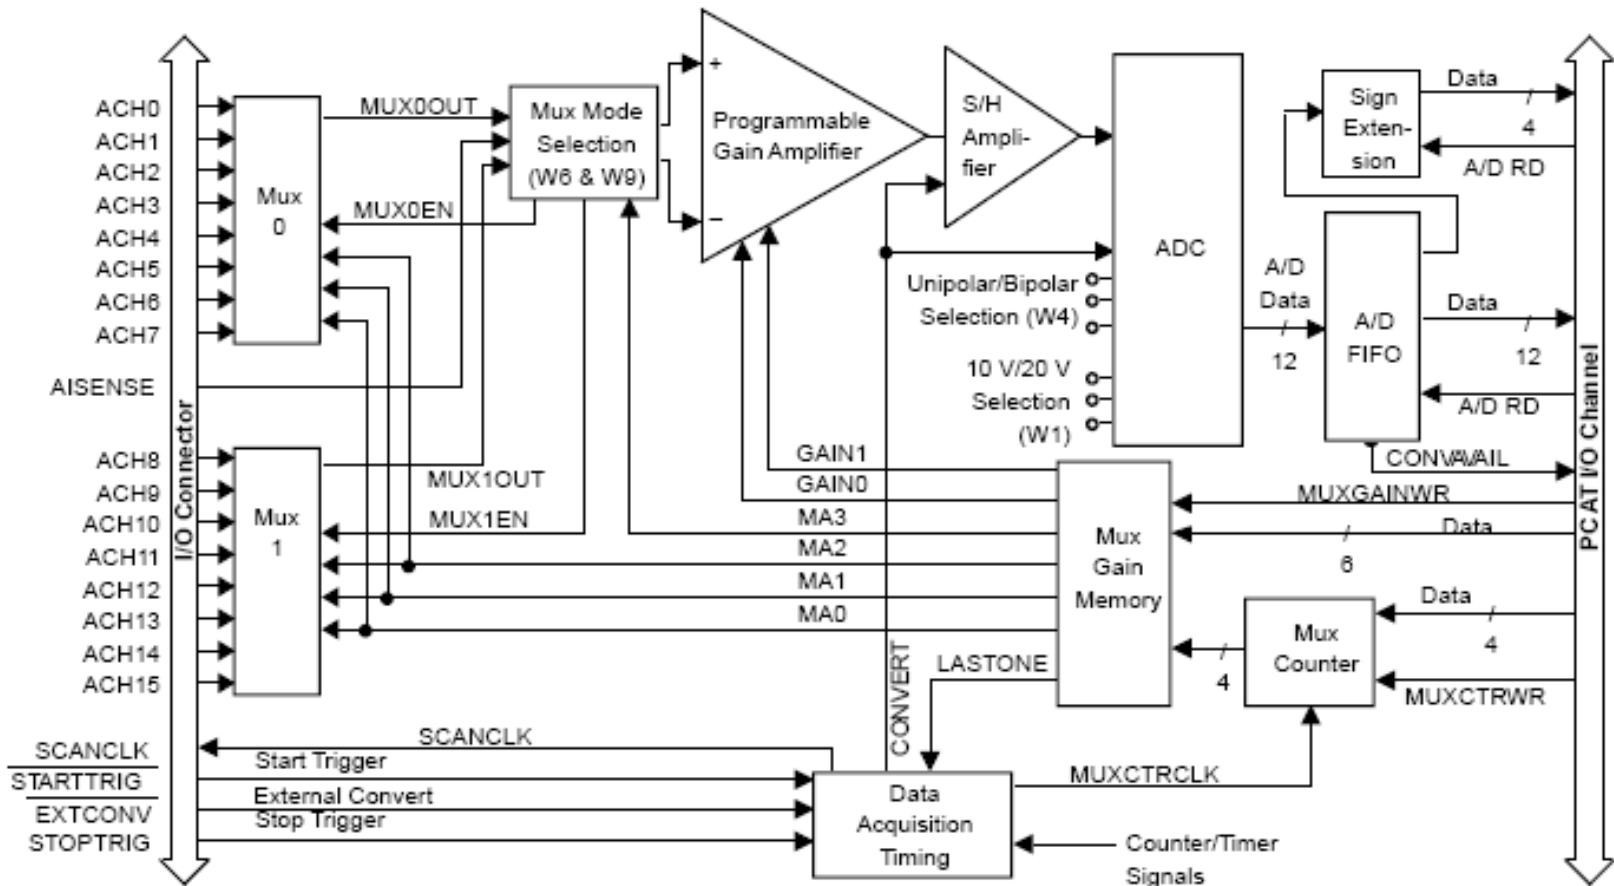 ACH0
ACH1
ACH2
ACH3
ACH4
ACH5
ACH6
ACH7
AISENSE
ACH8
ACH9
ACH10
ACH11
ACH12
ACH13
ACH14
ACH15
SCANCLK
STARTTRIG
EXTCONV
STOPTRIG
I/O Connector
Mux
0
Mux
1
MUX0OUT
MUX0EN
MUX1OUT
MUX1EN
Mux Mode
Selection
(W6 & W9)
+
−
Programmable
Gain Amplifier
S/H
Ampli-
fier
ADC
Unipolar/Bipolar
Selection (W4)
10 V/20 V
Selection
(W1)
A/D
Data
/
12
Sign
Exten-
sion
Data
/
4
A/D RD
A/D
FIFO
Data
/
12
A/D RD
CONVAVAIL
GAIN1
GAIN0
MA3
MA2
MA1
MA0
LASTONE
CONVERT
Mux
Gain
Memory
MUXGAINWR
Data
/
6
Mux
Counter
Data
/
4
/
4
MUXCTRWR
SCANCLK
Start Trigger
External Convert
Stop Trigger
Data
Acquisition
Timing
MUXCTRCLK
Counter/Timer
Signals
PCAT I/O Channel